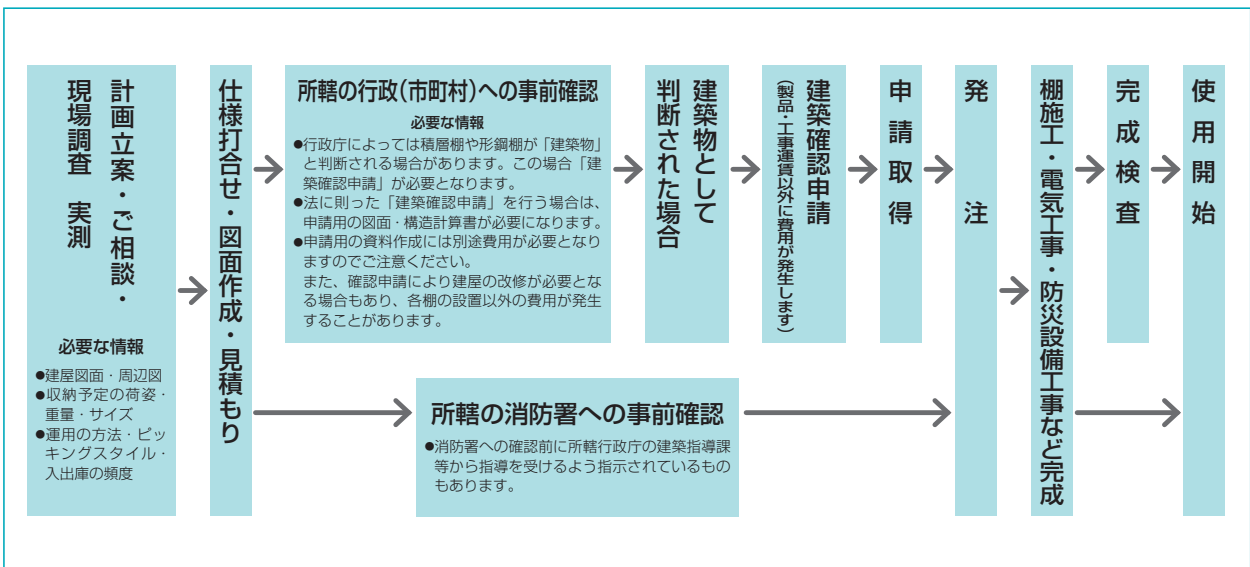 計画立案・ご相談・
現場調査 実測
必要な情報
●建屋図面・周辺図
●収納予定の荷姿・
重量・サイズ
●運用の方法・ピッ
キングスタイル・
入出庫の頻度
仕様打合せ・図面作成・見積もり
所轄の行政(市町村)への事前確認
必要な情報
●行政庁によっては積層棚や形鋼棚が「建築物」
と判断される場合があります。この場合「建
築確認申請」が必要となります。
●法に則った「建築確認申請」を行う場合は、
申請用の図面・構造計算書が必要になります。
●申請用の資料作成には別途費用が必要となり
ますのでご注意ください。
また、確認申請により建屋の改修が必要とな
る場合もあり、各棚の設置以外の費用が発生
することがあります。
建築物として
判断された場合
建築確認申請
(製品・工事運賃以外に費用が発生します)
申請取得
所轄の消防署への事前確認
●消防署への確認前に所轄行政庁の建築指導課
等から指導を受けるよう指示されているもの
もあります。
発注
棚施工・電気工事・防災設備工事など完成
完成検査
使用開始